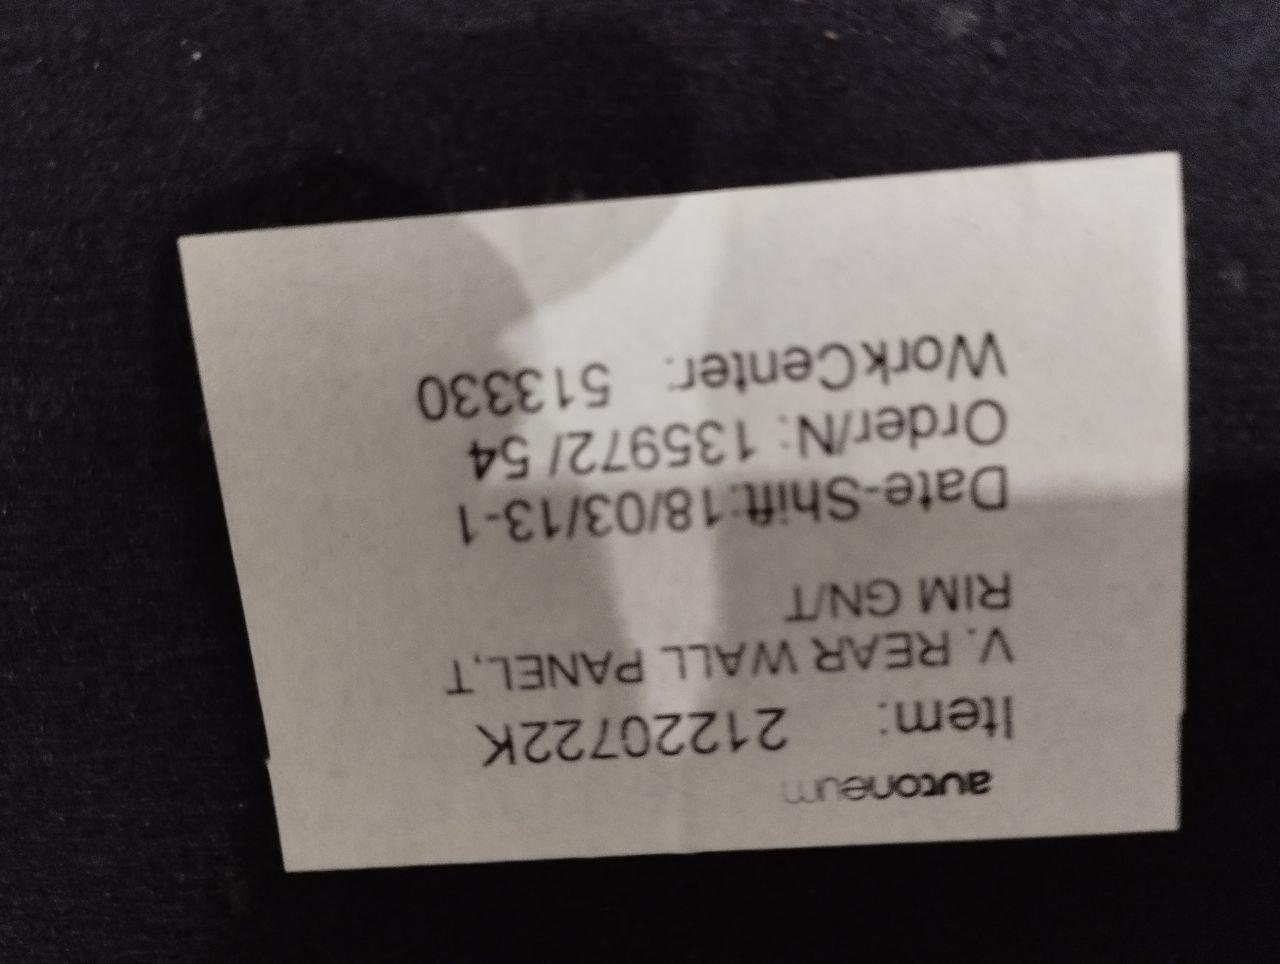 autoneum
Item: 21220722K
V. REAR WALL PANEL,T
RIM GN/T
Date-Shift:18/03/13-1
Order/N: 135972/ 54
WorkCenter: 513330